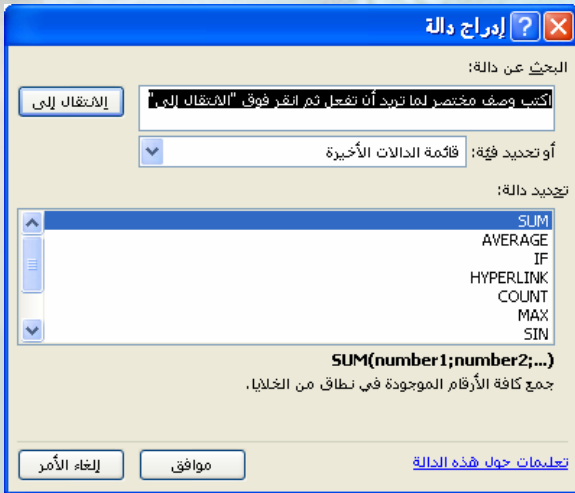 إدراج دالة
البحث عن دالة:
اكتب وصف مختصر لما تريد أن تفعل ثم انقر فوق "الانتقال إلى"
الانتقال إلى
أو تحديد فئة: قائمة الدالات الأخيرة
تحديد دالة:
SUM
AVERAGE
IF
HYPERLINK
COUNT
MAX
SIN
SUM(number1;number2;...)
جمع كافة الأرقام الموجودة في نطاق من الخلايا.
تعليمات حول هذه الدالة
موافق
إلغاء الأمر